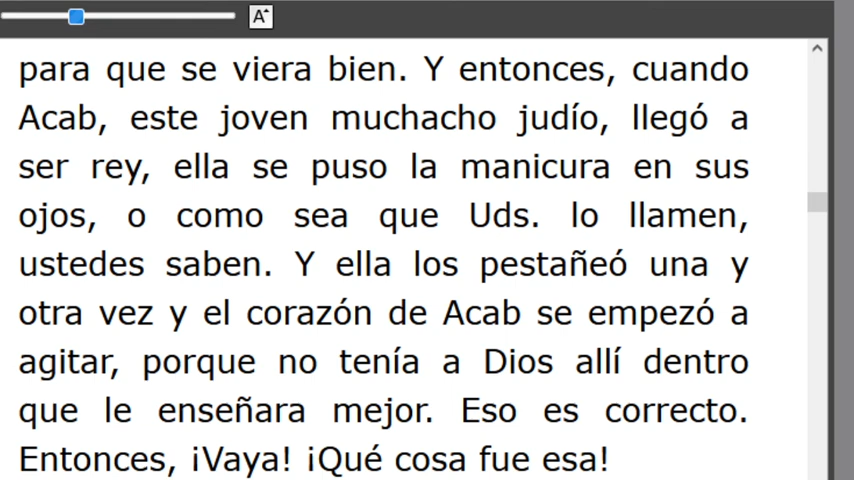 A
para que se viera bien. Y entonces, cuando
Acab, este joven muchacho judío, llegó a
ser rey, ella se puso la manicura en sus
ojos, o como sea que Uds. lo llamen,
ustedes saben. Y ella los pestañeó una y
otra vez y el corazón de Acab se empezó a
agitar, porque no tenía a Dios allí dentro
que le enseñara mejor. Eso es correcto.
Entonces, ¡Vaya! ¡Qué cosa fue esa!